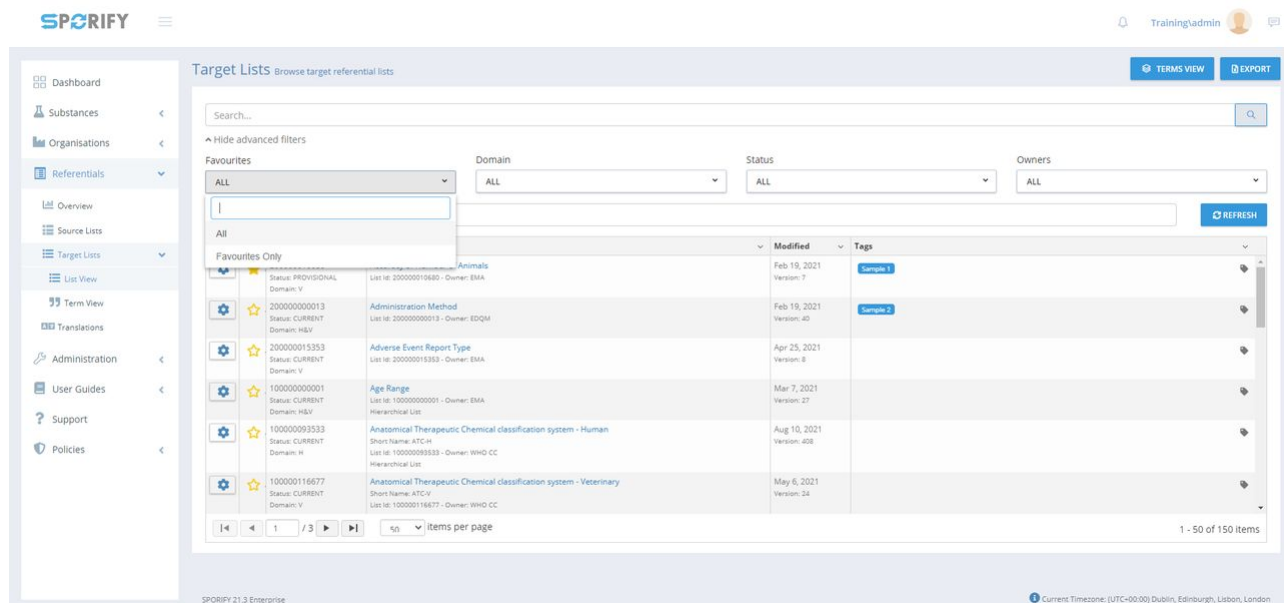 SPORIFY
Training\admin
Dashboard
Substances
Organisations
Referentials
Overview
Source Lists
Target Lists
List View
Term View
Translations
Administration
User Guides
Support
Policies
Target Lists Browse target referential lists
TERMS VIEW
EXPORT
Search...
Hide advanced filters
Favourites Domain Status Owners
ALL ALL ALL ALL
All
Favourites Only
REFRESH
Modified Tags
Animals Feb 19, 2021 Sample 1
Status: PROVISIONAL List Id: 200000010680 - Owner: EMA Version: 7
Domain: V
200000000013 Administration Method Feb 19, 2021 Sample 2
Status: CURRENT List Id: 200000000013 - Owner: EDQM Version: 40
Domain: H&V
200000015353 Adverse Event Report Type Apr 25, 2021
Status: CURRENT List Id: 200000015353 - Owner: EMA Version: 8
Domain: V
100000000001 Age Range Mar 7, 2021
Status: CURRENT List Id: 100000000001 - Owner: EMA Version: 27
Domain: H&V Hierarchical List
100000093533 Anatomical Therapeutic Chemical classification system - Human Aug 10, 2021
Status: CURRENT Short Name: ATC-H Version: 408
Domain: H List Id: 100000093533 - Owner: WHO CC
Hierarchical List
100000116677 Anatomical Therapeutic Chemical classification system - Veterinary May 6, 2021
Status: CURRENT Short Name: ATC-V Version: 24
Domain: V List Id: 100000116677 - Owner: WHO CC
1 / 3 50 items per page 1 - 50 of 150 items
SPORIFY 21.3 Enterprise Current Timezone: (UTC+00:00) Dublin, Edinburgh, Lisbon, London